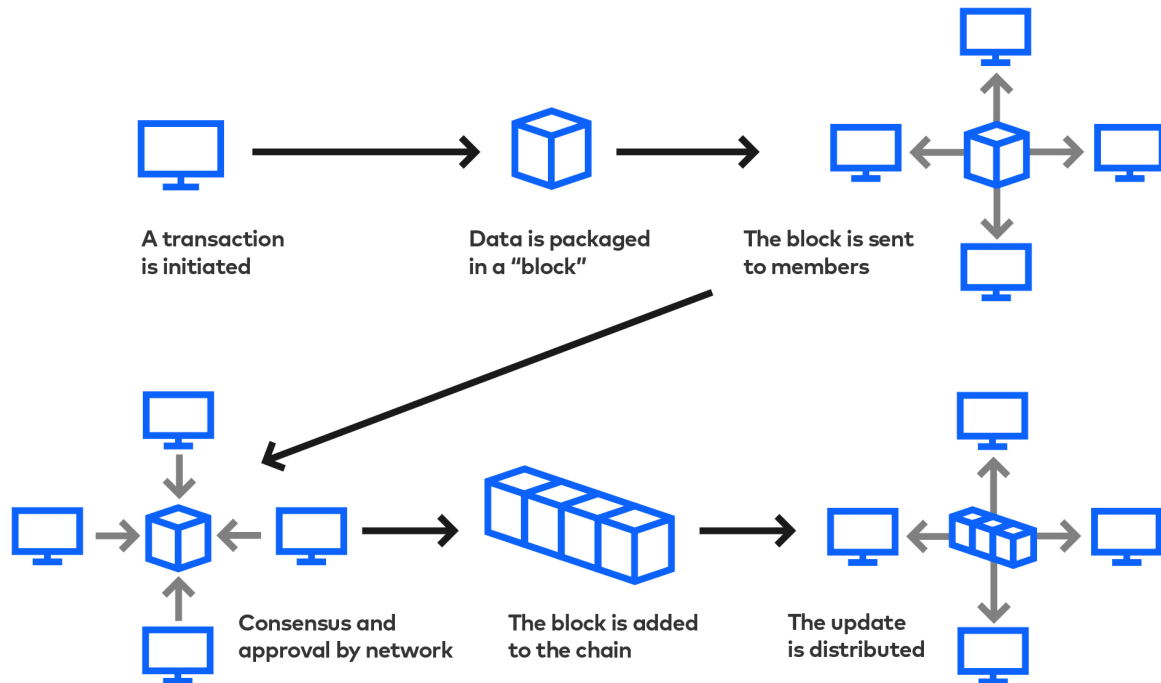 A transaction
is initiated
Data is packaged
in a “block”
The block is sent
to members
Consensus and
approval by network
The block is added
to the chain
The update
is distributed